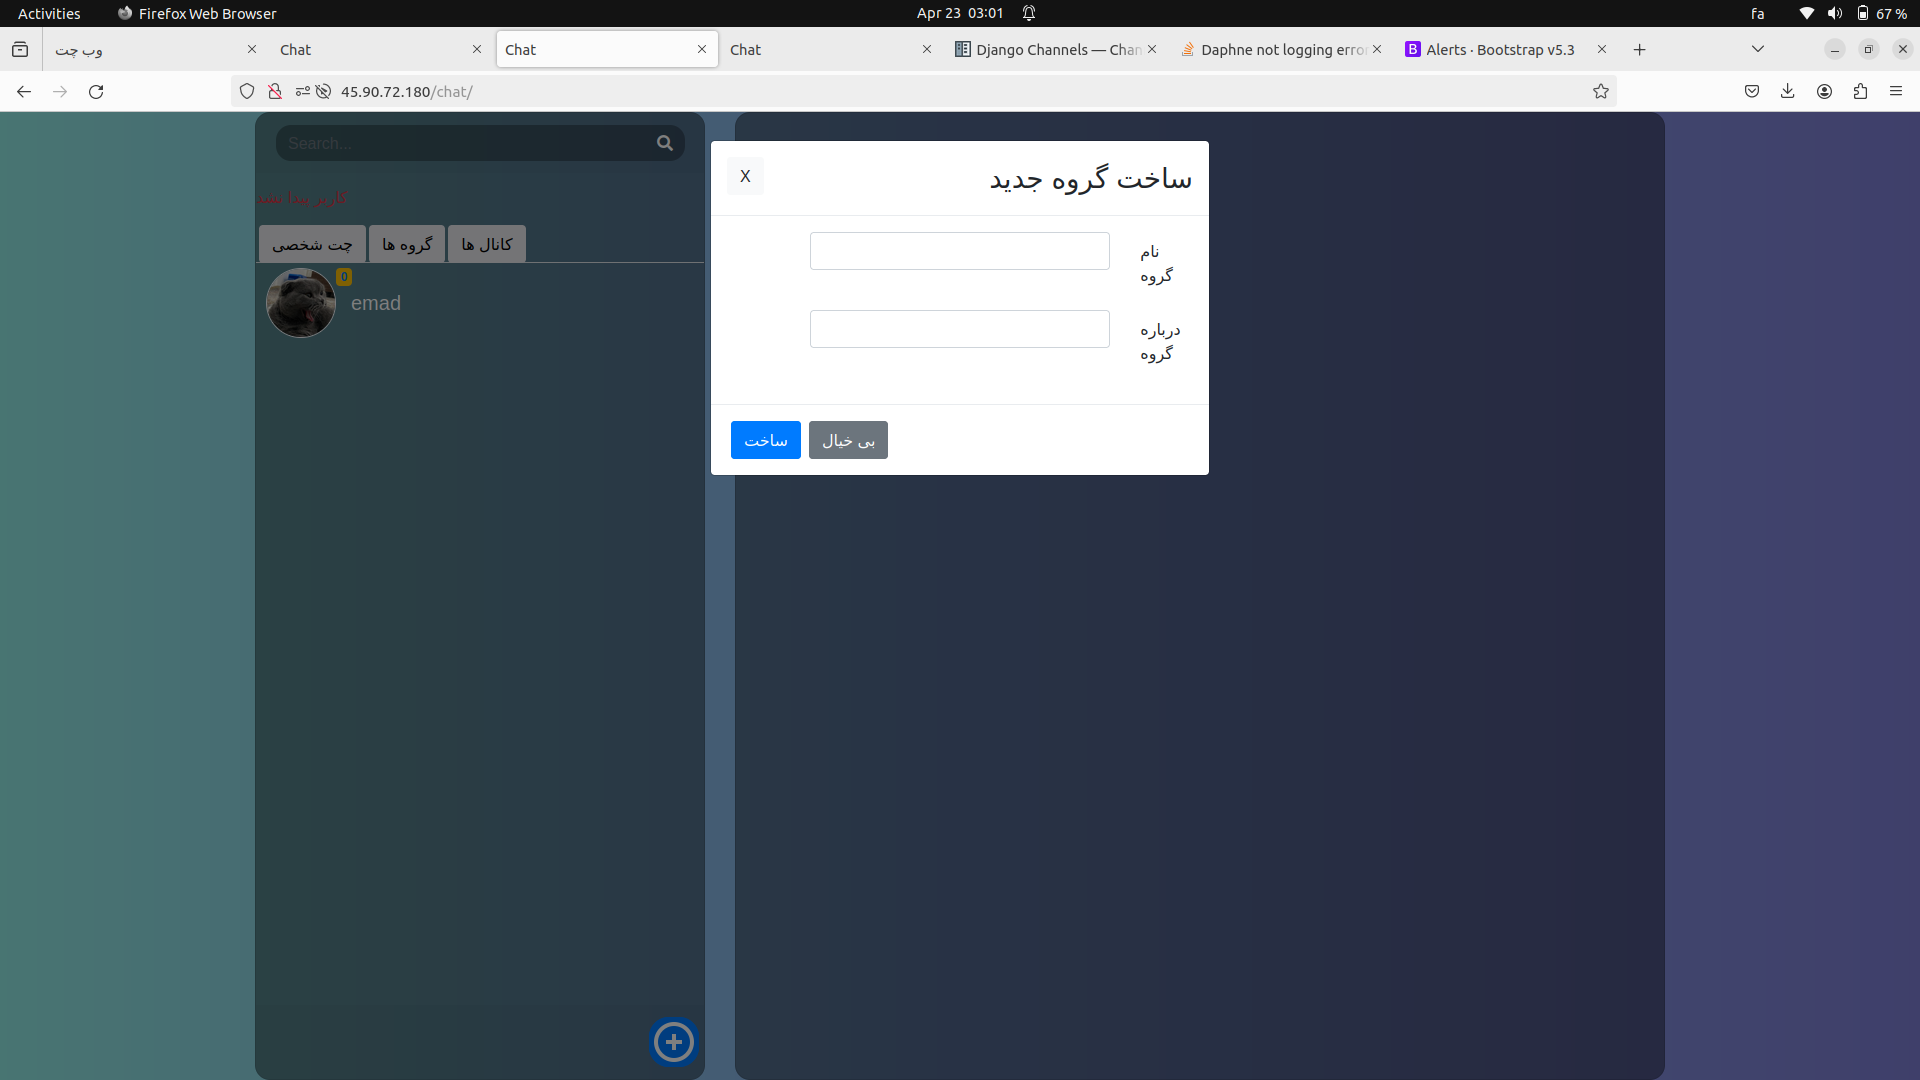 Activities
Firefox Web Browser
Apr 23 03:01
fa
67 %
وب چت
Chat
Chat
Chat
Django Channels — Chan
Daphne not logging erro
Alerts · Bootstrap v5.3
45.90.72.180/chat/
Search...
کاربر پیدا نشد
چت شخصی
گروه ها
کانال ها
0
emad
ساخت گروه جدید
X
نام
گروه
درباره
گروه
ساخت
بی خیال